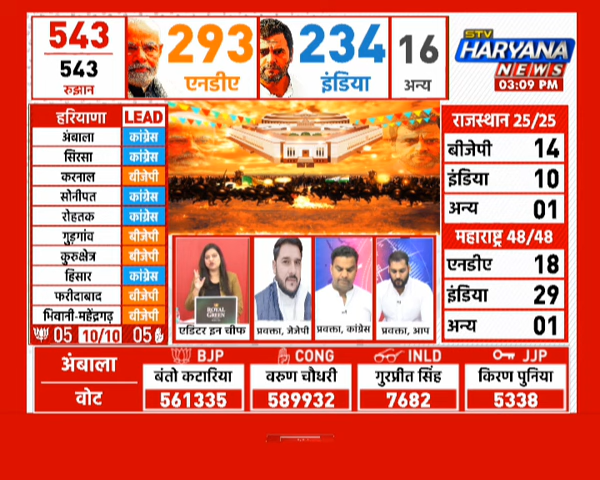 543
543
रुझान
293
एनडीए
234
इंडिया
16
अन्य
STV
HARYANA
NEWS
03:09 PM
हरियाणा LEAD
अंबाला कांग्रेस
सिरसा कांग्रेस
करनाल बीजेपी
सोनीपत कांग्रेस
रोहतक कांग्रेस
गुड़गांव बीजेपी
कुरुक्षेत्र बीजेपी
हिसार कांग्रेस
फरीदाबाद बीजेपी
भिवानी-महेंद्रगढ़ बीजेपी
05 10/10 05
ROYAL GREEN
एडिटर इन चीफ
प्रवक्ता, जेजेपी
प्रवक्ता, कांग्रेस
प्रवक्ता, आप
राजस्थान 25/25
बीजेपी 14
इंडिया 10
अन्य 01
महाराष्ट्र 48/48
एनडीए 18
इंडिया 29
अन्य 01
अंबाला BJP CONG INLD JJP
बंतो कटारिया वरुण चौधरी गुरप्रीत सिंह किरण पुनिया
वोट 561335 589932 7682 5338